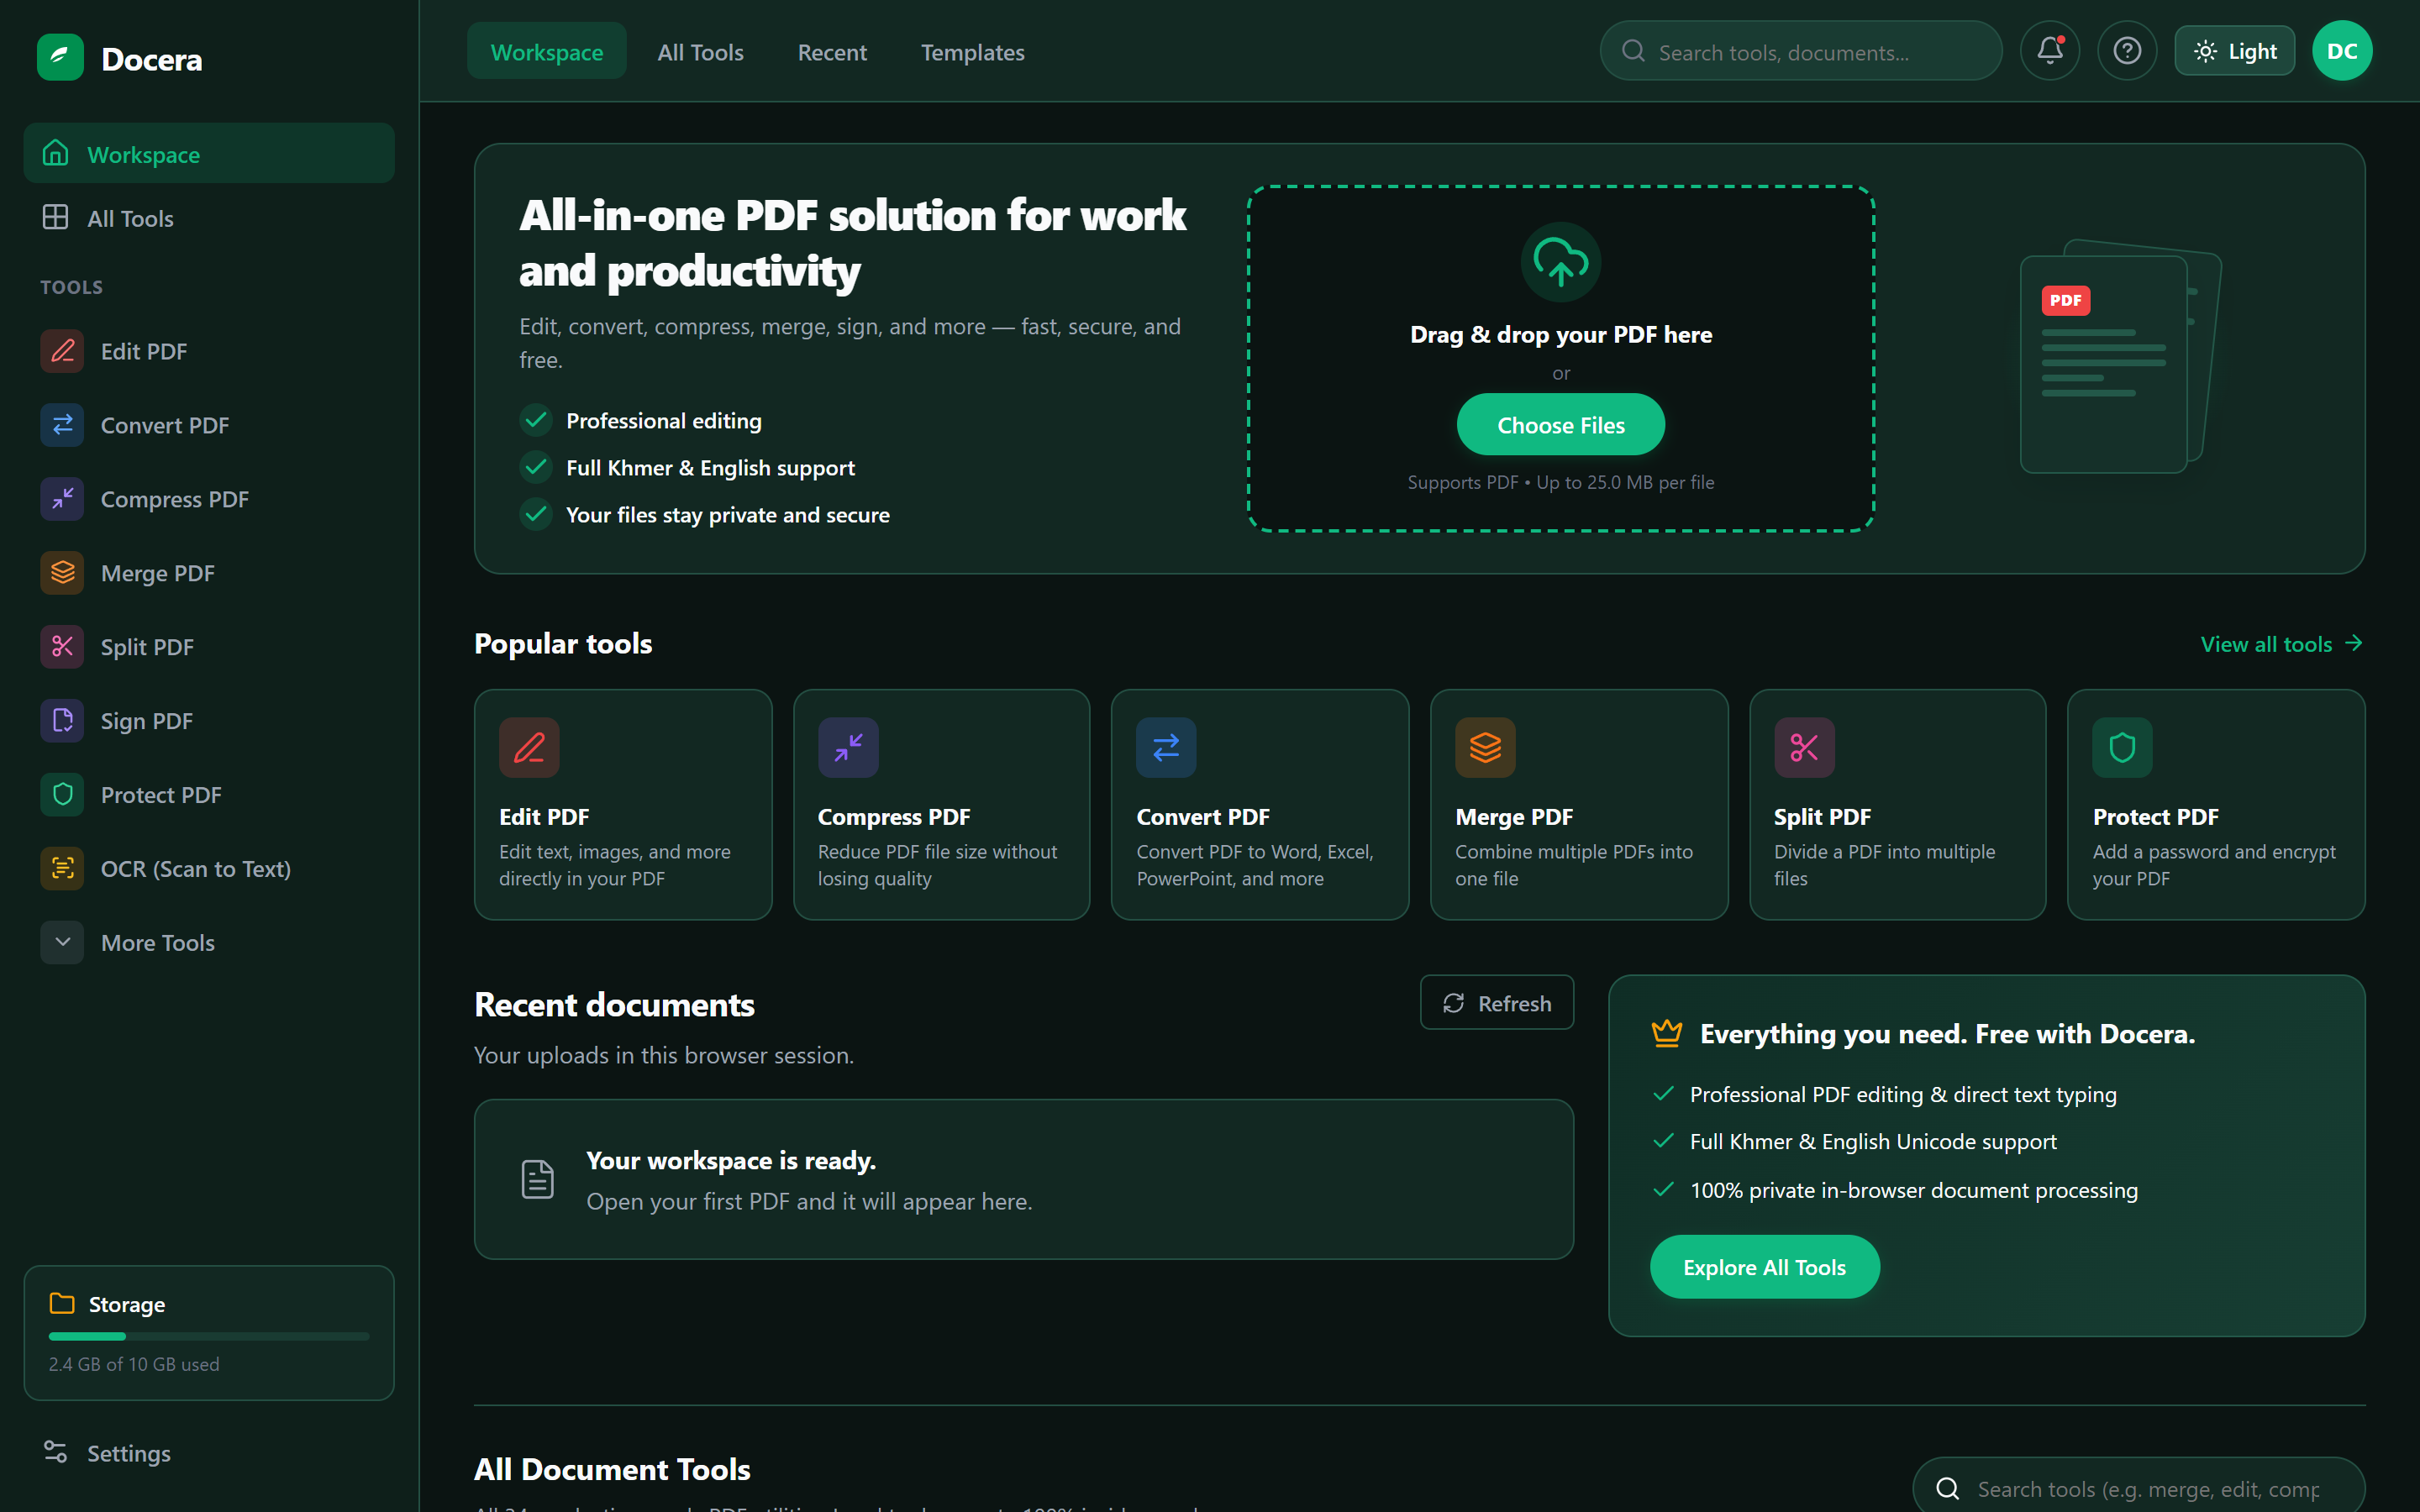 Docera
Workspace
All Tools
TOOLS
Edit PDF
Convert PDF
Compress PDF
Merge PDF
Split PDF
Sign PDF
Protect PDF
OCR (Scan to Text)
More Tools
Storage
2.4 GB of 10 GB used
Settings
Workspace
All Tools
Recent
Templates
Search tools, documents...
Light
DC
All-in-one PDF solution for work
and productivity
Edit, convert, compress, merge, sign, and more — fast, secure, and
free.
Professional editing
Full Khmer & English support
Your files stay private and secure
Drag & drop your PDF here
or
Choose Files
Supports PDF • Up to 25.0 MB per file
PDF
Popular tools
View all tools
Edit PDF
Edit text, images, and more
directly in your PDF
Compress PDF
Reduce PDF file size without
losing quality
Convert PDF
Convert PDF to Word, Excel,
PowerPoint, and more
Merge PDF
Combine multiple PDFs into
one file
Split PDF
Divide a PDF into multiple
files
Protect PDF
Add a password and encrypt
your PDF
Recent documents
Refresh
Your uploads in this browser session.
Your workspace is ready.
Open your first PDF and it will appear here.
Everything you need. Free with Docera.
Professional PDF editing & direct text typing
Full Khmer & English Unicode support
100% private in-browser document processing
Explore All Tools
All Document Tools
Search tools (e.g. merge, edit, comp